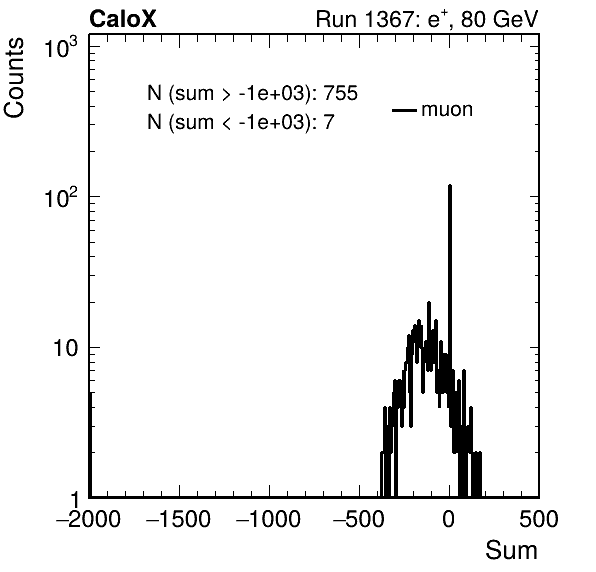 CaloX Run 1367: e⁺, 80 GeV
Counts
10³
N (sum > -1e+03): 755
muon
N (sum < -1e+03): 7
10²
10
1
−2000 −1500 −1000 −500 0 500
Sum